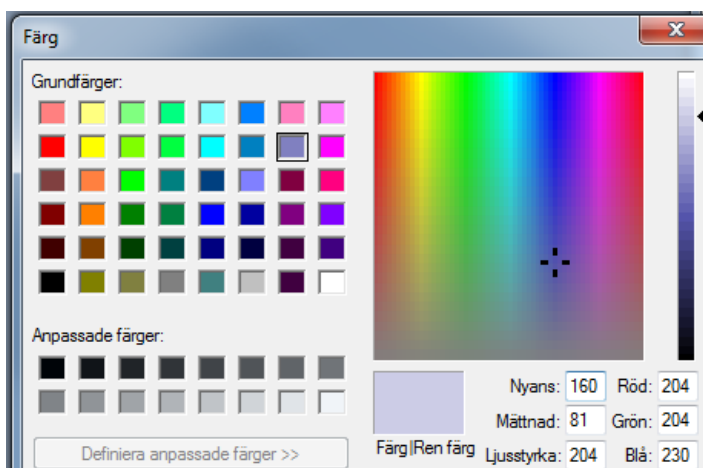 Färg
Grundfärger:
Anpassade färger:
Definiera anpassade färger >>
Färg|Ren färg
Nyans: 160 Röd: 204
Mättnad: 81 Grön: 204
Ljusstyrka: 204 Blå: 230